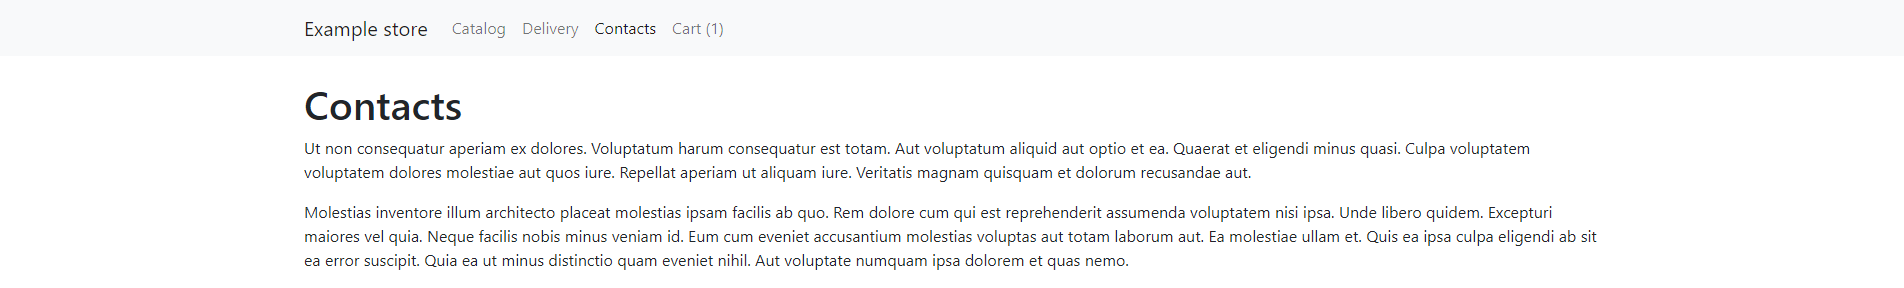 Example store Catalog Delivery Contacts Cart (1)
Contacts
Ut non consequatur aperiam ex dolores. Voluptatum harum consequatur est totam. Aut voluptatum aliquid aut optio et ea. Quaerat et eligendi minus quasi. Culpa voluptatem
voluptatem dolores molestiae aut quos iure. Repellat aperiam ut aliquam iure. Veritatis magnam quisquam et dolorum recusandae aut.
Molestias inventore illum architecto placeat molestias ipsam facilis ab quo. Rem dolore cum qui est reprehenderit assumenda voluptatem nisi ipsa. Unde libero quidem. Excepturi
maiores vel quia. Neque facilis nobis minus veniam id. Eum cum eveniet accusantium molestias voluptas aut totam laborum aut. Ea molestiae ullam et. Quis ea ipsa culpa eligendi ab sit
ea error suscipit. Quia ea ut minus distinctio quam eveniet nihil. Aut voluptate numquam ipsa dolorem et quas nemo.